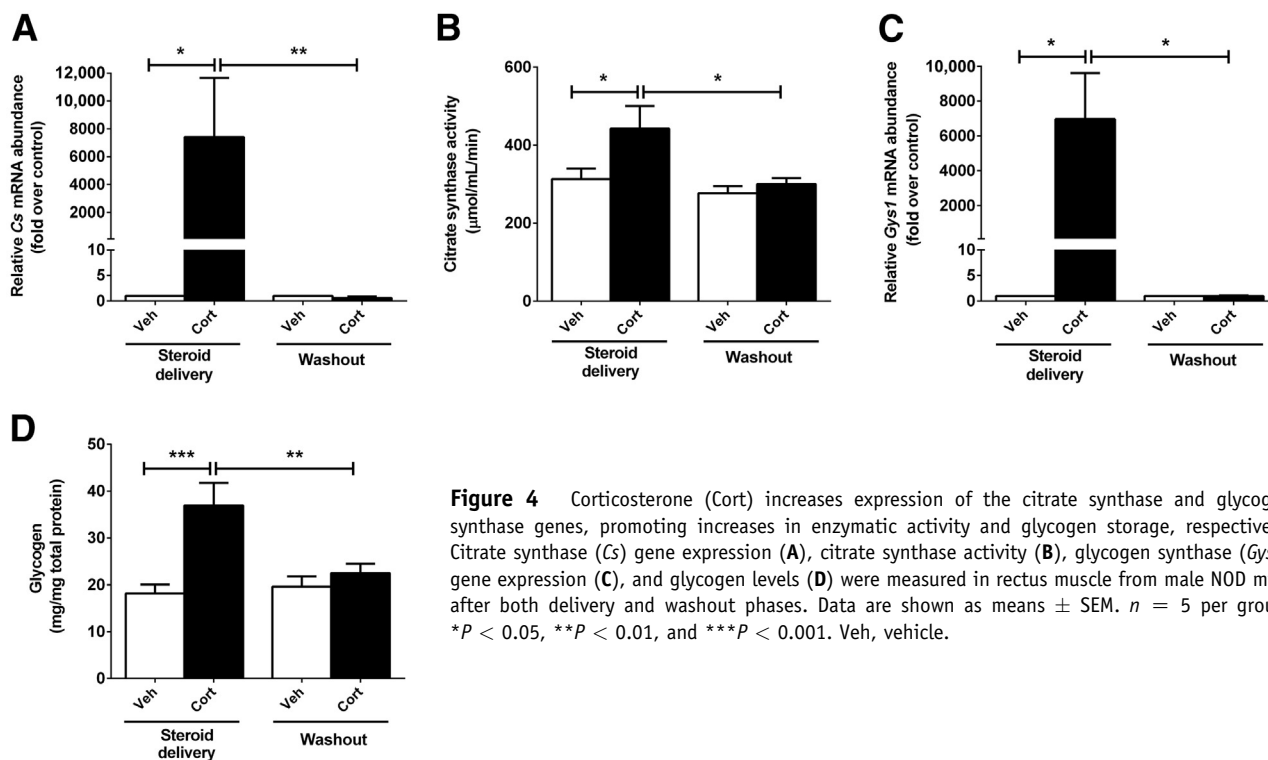 A
Relative Cs mRNA abundance
(fold over control)
12,000
10,000
8000
6000
4000
2000
10
5
0
*
**
Veh
Cort
Veh
Cort
Steroid
delivery
Washout
B
Citrate synthase activity
(μmol/mL/min)
600
400
200
0
*
*
Veh
Cort
Veh
Cort
Steroid
delivery
Washout
C
Relative Gys1 mRNA abundance
(fold over control)
10,000
8000
6000
4000
2000
10
5
0
*
*
Veh
Cort
Veh
Cort
Steroid
delivery
Washout
D
Glycogen
(mg/mg total protein)
50
40
30
20
10
0
***
**
Veh
Cort
Veh
Cort
Steroid
delivery
Washout
Figure 4 Corticosterone (Cort) increases expression of the citrate synthase and glycog
synthase genes, promoting increases in enzymatic activity and glycogen storage, respective
Citrate synthase (Cs) gene expression (A), citrate synthase activity (B), glycogen synthase (Gys
gene expression (C), and glycogen levels (D) were measured in rectus muscle from male NOD m
after both delivery and washout phases. Data are shown as means ± SEM. n = 5 per grou
*P < 0.05, **P < 0.01, and ***P < 0.001. Veh, vehicle.